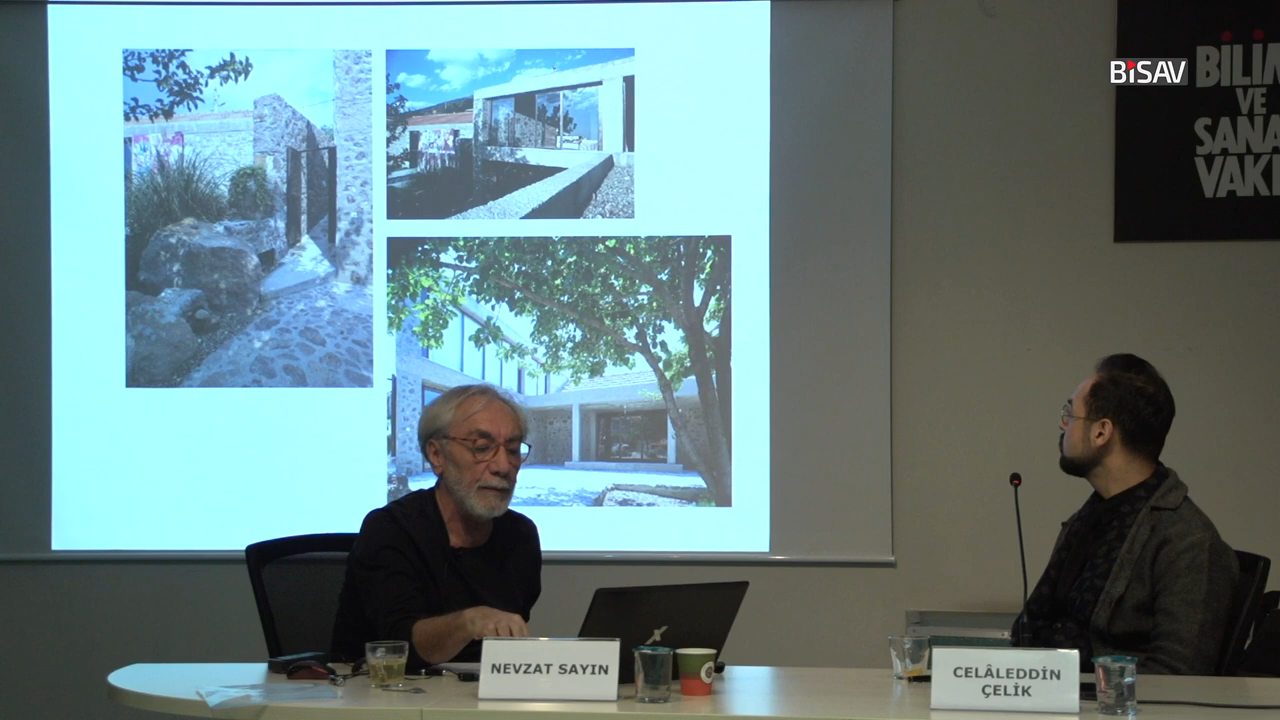 BİSAV
BİLİM
VE
SANA
VAKI
NEVZAT SAYIN
CELÂLEDDİN
ÇELİK